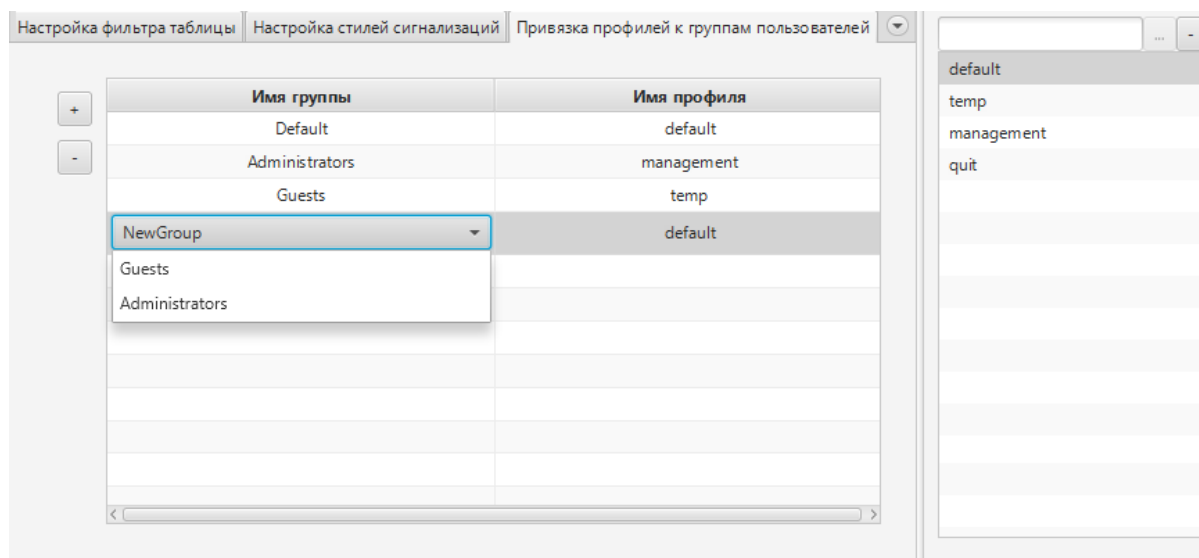 Настройка фильтра таблицы Настройка стилей сигнализаций Привязка профилей к группам пользователей
... -
+
-
Имя группы Имя профиля
Default default
Administrators management
Guests temp
NewGroup default
Guests
Administrators
default
temp
management
quit